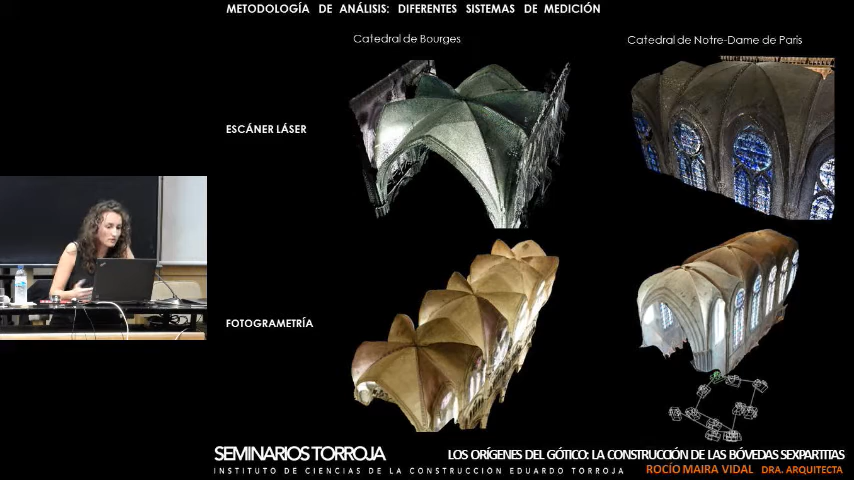 METODOLOGÍA DE ANÁLISIS: DIFERENTES SISTEMAS DE MEDICIÓN
Catedral de Bourges
Catedral de Notre-Dame de París
ESCÁNER LÁSER
FOTOGRAMETRÍA
SEMINARIOS TORROJA
LOS ORÍGENES DEL GÓTICO: LA CONSTRUCCIÓN DE LAS BÓVEDAS SEXPARTITAS
INSTITUTO DE CIENCIAS DE LA CONSTRUCCIÓN EDUARDO TORROJA
ROCÍO MAIRA VIDAL DRA. ARQUITECTA